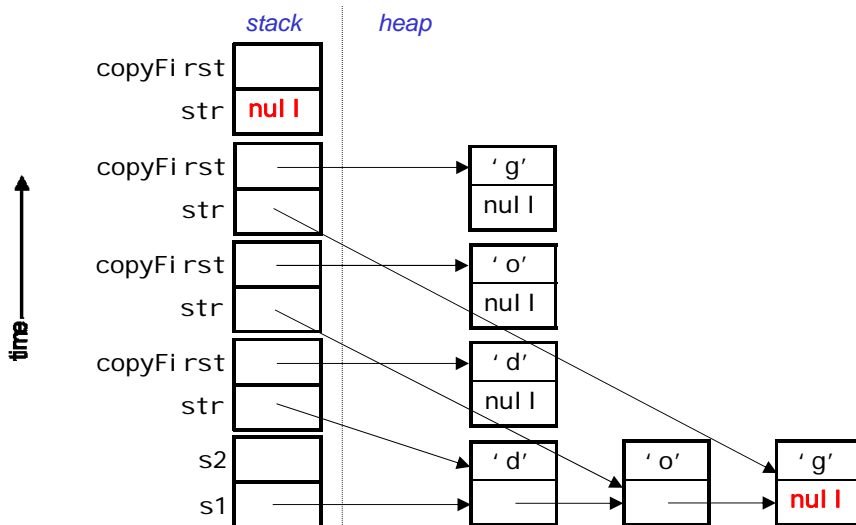 stack heap
copyFirst
str null
copyFirst 'g'
str null
copyFirst 'o'
str null
copyFirst 'd'
str null
s2 'd' 'o' 'g'
s1 null
time